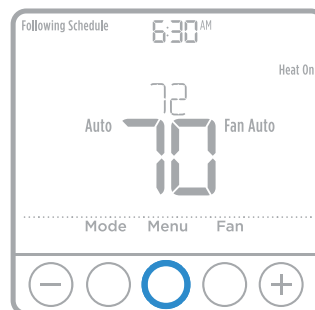 Following Schedule 6:30 AM
Heat On
72
Auto 70 Fan Auto
Mode Menu Fan
− +